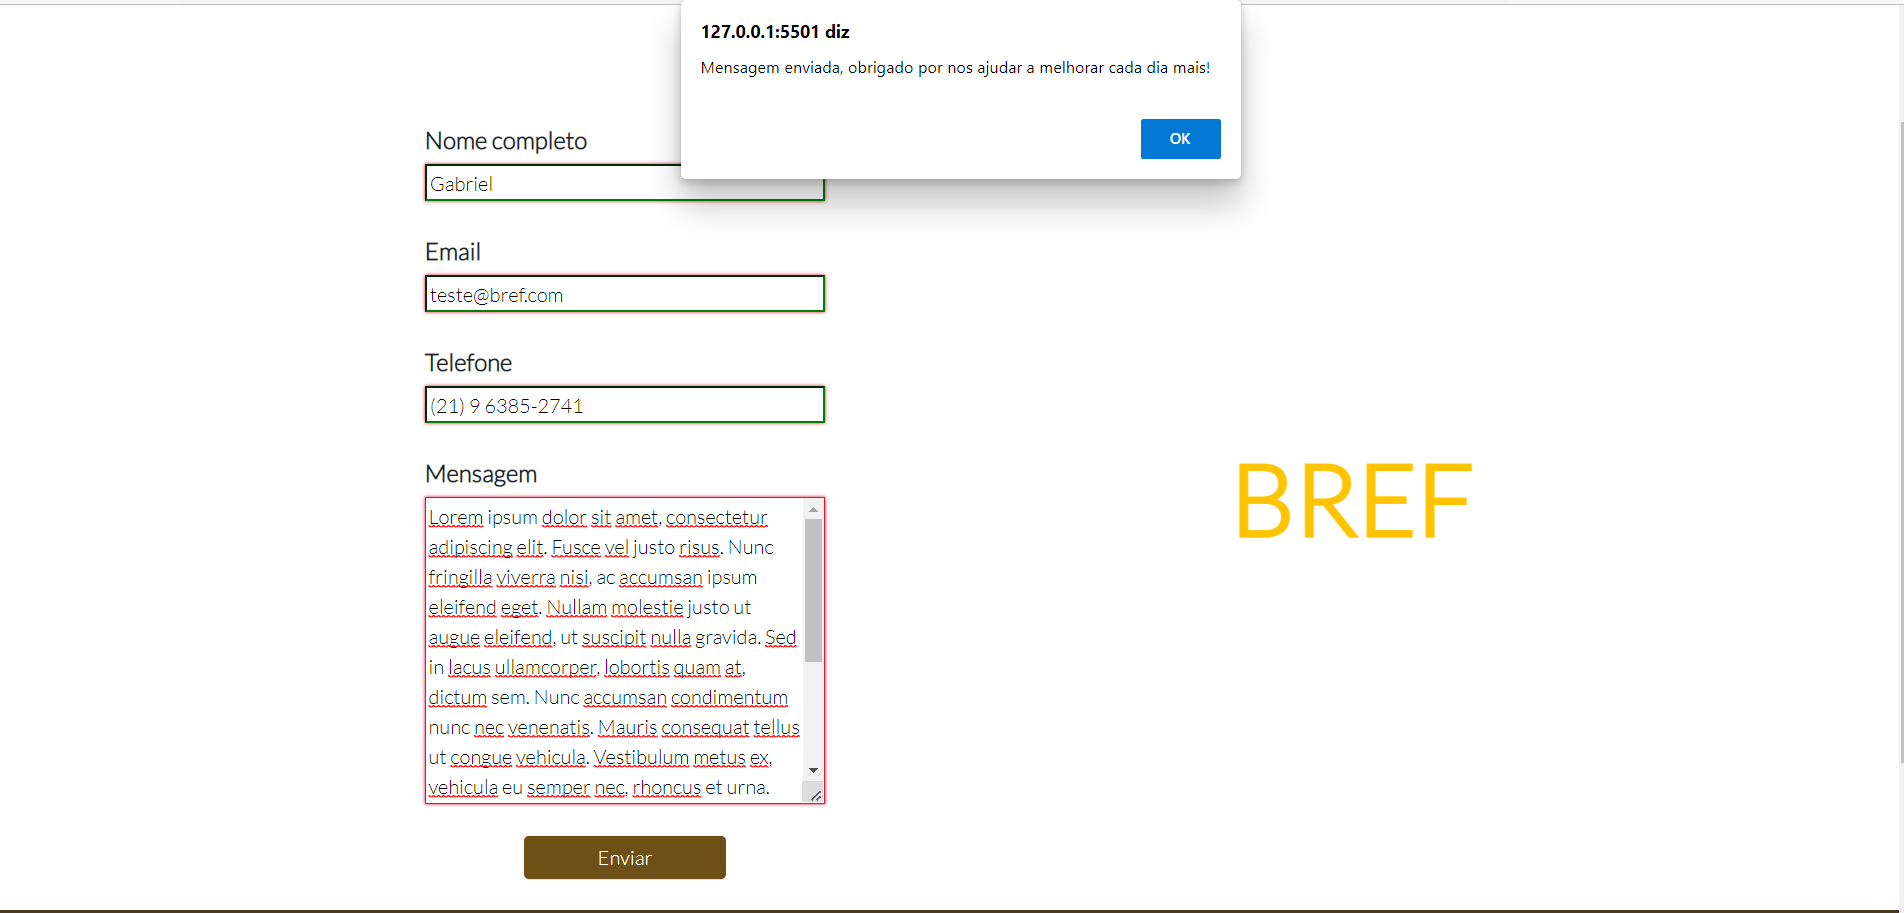 127.0.0.1:5501 diz
Mensagem enviada, obrigado por nos ajudar a melhorar cada dia mais!
OK
Nome completo
Gabriel
Email
teste@bref.com
Telefone
(21) 9 6385-2741
Mensagem
Lorem ipsum dolor sit amet, consectetur
adipiscing elit. Fusce vel justo risus. Nunc
fringilla viverra nisi, ac accumsan ipsum
eleifend eget. Nullam molestie justo ut
augue eleifend, ut suscipit nulla gravida. Sed
in lacus ullamcorper, lobortis quam at,
dictum sem. Nunc accumsan condimentum
nunc nec venenatis. Mauris consequat tellus
ut congue vehicula. Vestibulum metus ex,
vehicula eu semper nec, rhoncus et urna.
Enviar
BREF